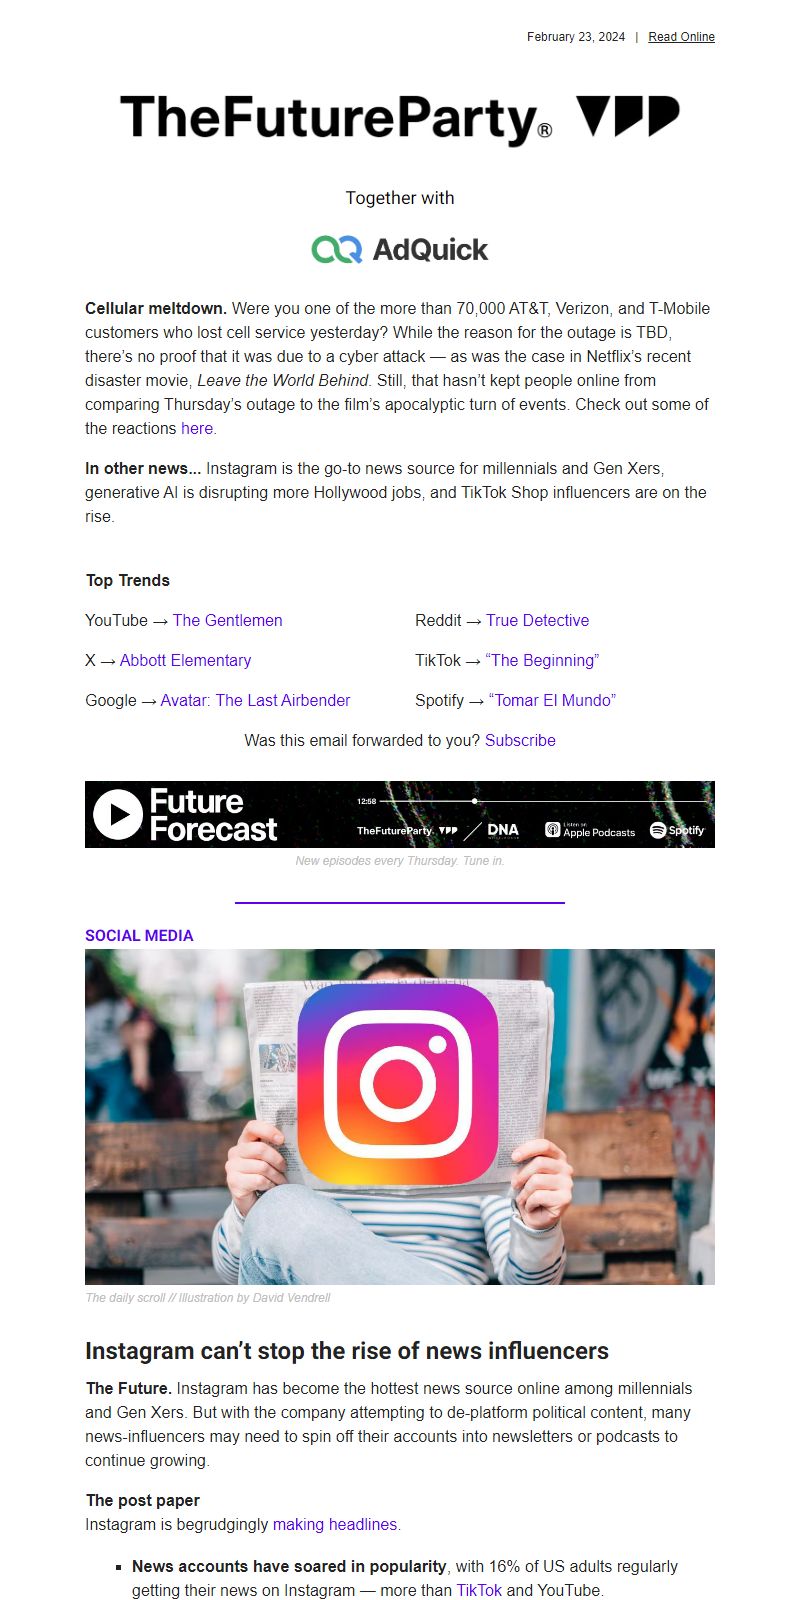 February 23, 2024 | Read Online
TheFutureParty®
Together with
AdQuick
Cellular meltdown. Were you one of the more than 70,000 AT&T, Verizon, and T-Mobile
customers who lost cell service yesterday? While the reason for the outage is TBD,
there’s no proof that it was due to a cyber attack — as was the case in Netflix’s recent
disaster movie, Leave the World Behind. Still, that hasn’t kept people online from
comparing Thursday’s outage to the film’s apocalyptic turn of events. Check out some of
the reactions here.
In other news... Instagram is the go-to news source for millennials and Gen Xers,
generative AI is disrupting more Hollywood jobs, and TikTok Shop influencers are on the
rise.
Top Trends
YouTube → The Gentlemen
Reddit → True Detective
X → Abbott Elementary
TikTok → “The Beginning”
Google → Avatar: The Last Airbender
Spotify → “Tomar El Mundo”
Was this email forwarded to you? Subscribe
Future
Forecast
12:58
TheFutureParty. DNA
Listen on
Apple Podcasts
Spotify
New episodes every Thursday. Tune in.
SOCIAL MEDIA
The daily scroll // Illustration by David Vendrell
Instagram can’t stop the rise of news influencers
The Future. Instagram has become the hottest news source online among millennials
and Gen Xers. But with the company attempting to de-platform political content, many
news-influencers may need to spin off their accounts into newsletters or podcasts to
continue growing.
The post paper
Instagram is begrudgingly making headlines.
▪ News accounts have soared in popularity, with 16% of US adults regularly
getting their news on Instagram — more than TikTok and YouTube.